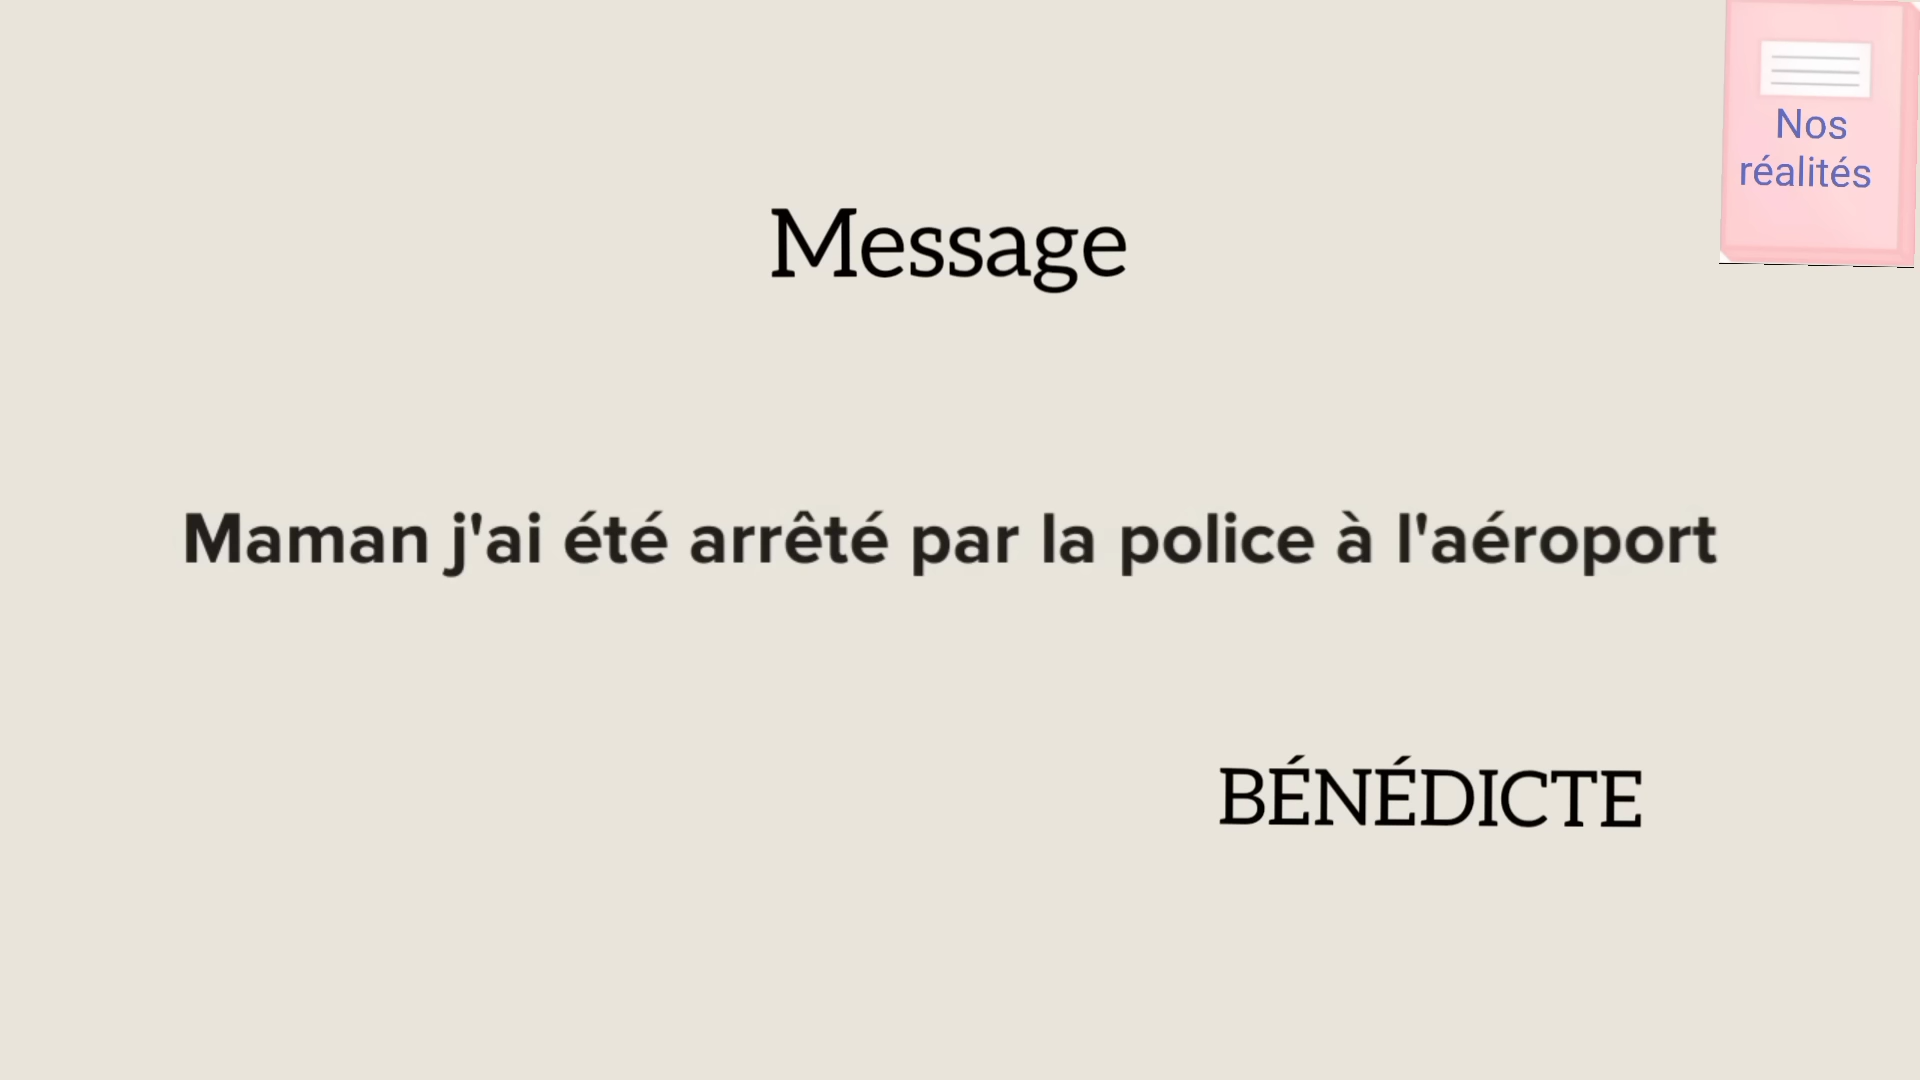 Nos
réalités
Message
Maman j'ai été arrêté par la police à l'aéroport
BÉNÉDICTE